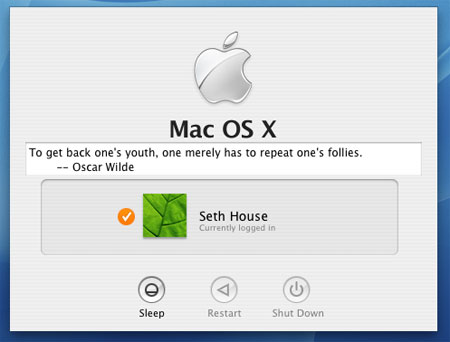 Mac OS X
To get back one's youth, one merely has to repeat one's follies.
-- Oscar Wilde
Seth House
Currently logged in
Sleep Restart Shut Down